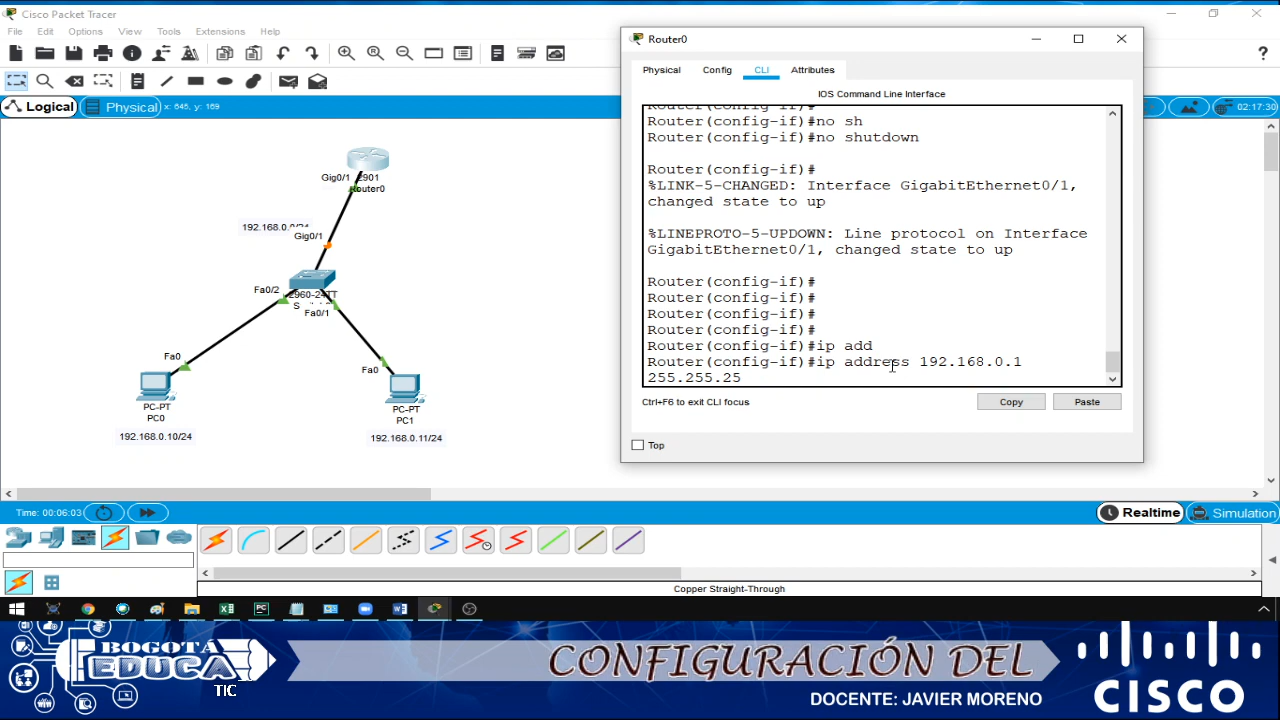 Cisco Packet Tracer
File Edit Options View Tools Extensions Help
Logical
Physical
x: 645, y: 169
02:17:30
Gig0/1
2901
Router0
192.168.0.0/24
Gig0/1
Fa0/2
2960-24TT
Fa0/1
Fa0
Fa0
PC-PT
PC0
192.168.0.10/24
PC-PT
PC1
192.168.0.11/24
Router0
Physical Config CLI Attributes
IOS Command Line Interface
Router(config-if)#
Router(config-if)#no sh
Router(config-if)#no shutdown
Router(config-if)#
%LINK-5-CHANGED: Interface GigabitEthernet0/1,
changed state to up
%LINEPROTO-5-UPDOWN: Line protocol on Interface
GigabitEthernet0/1, changed state to up
Router(config-if)#
Router(config-if)#
Router(config-if)#
Router(config-if)#
Router(config-if)#ip add
Router(config-if)#ip address 192.168.0.1
255.255.25
Ctrl+F6 to exit CLI focus
Copy
Paste
Top
Time: 00:06:03
Realtime
Simulation
Copper Straight-Through
BOGOTÁ
EDUCA
TIC
CONFIGURACIÓN DEL
DOCENTE: JAVIER MORENO
CISCO